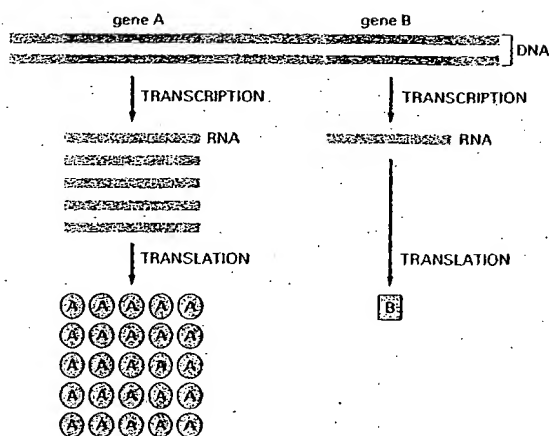 gene A gene B
DNA
TRANSCRIPTION TRANSCRIPTION
RNA RNA
TRANSLATION TRANSLATION
A A A A A B
A A A A A
A A A A A
A A A A A
A A A A A